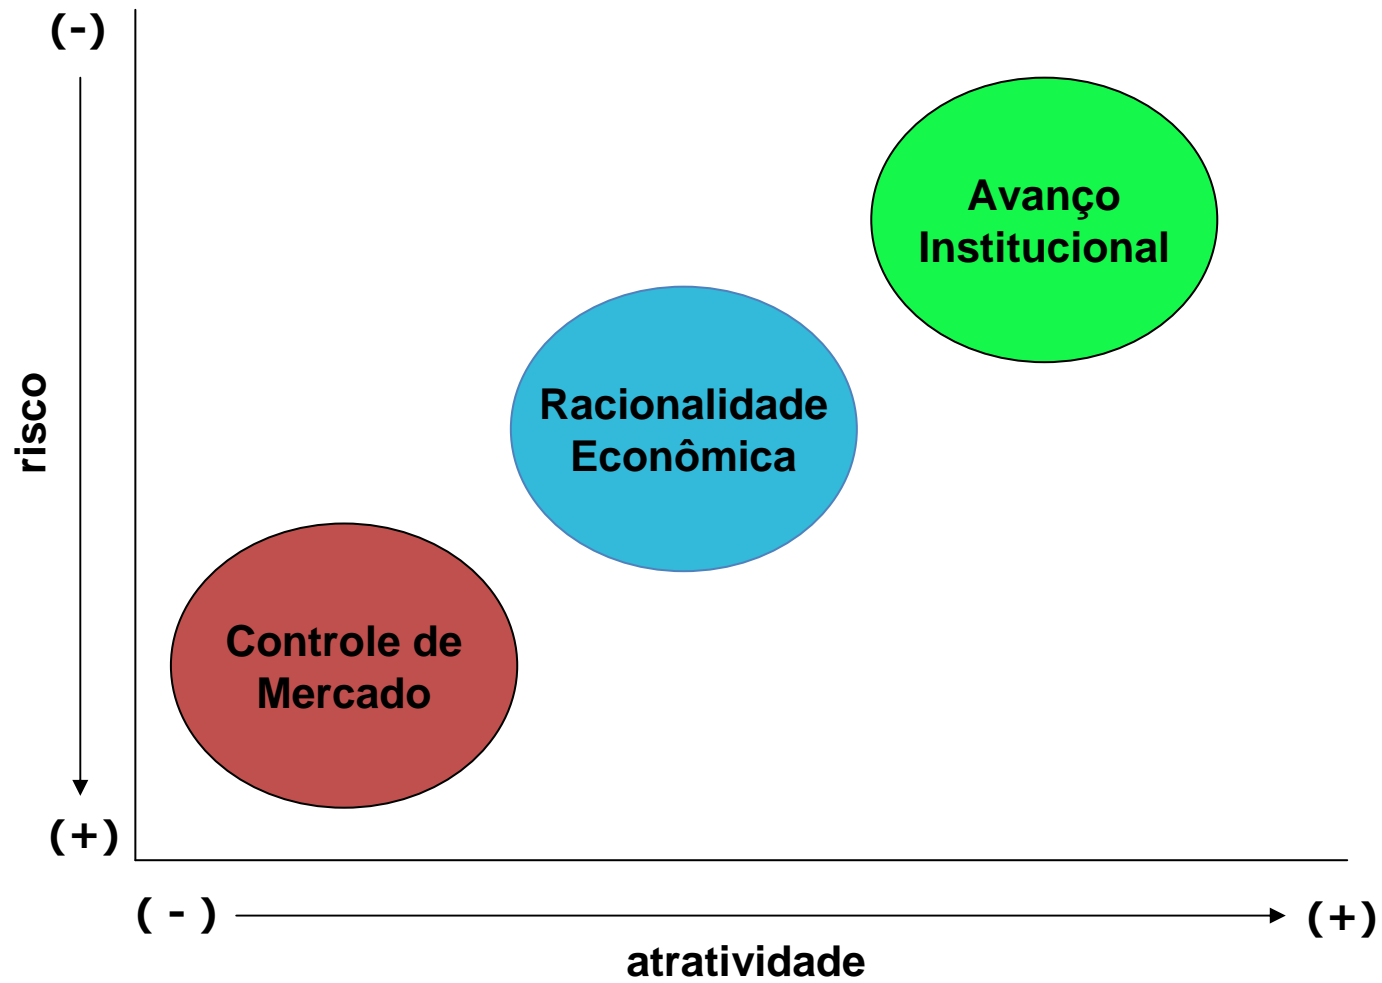 (-)
Avanço
Institucional
Racionalidade
Econômica
risco
Controle de
Mercado
(+)
( - )
(+)
atratividade